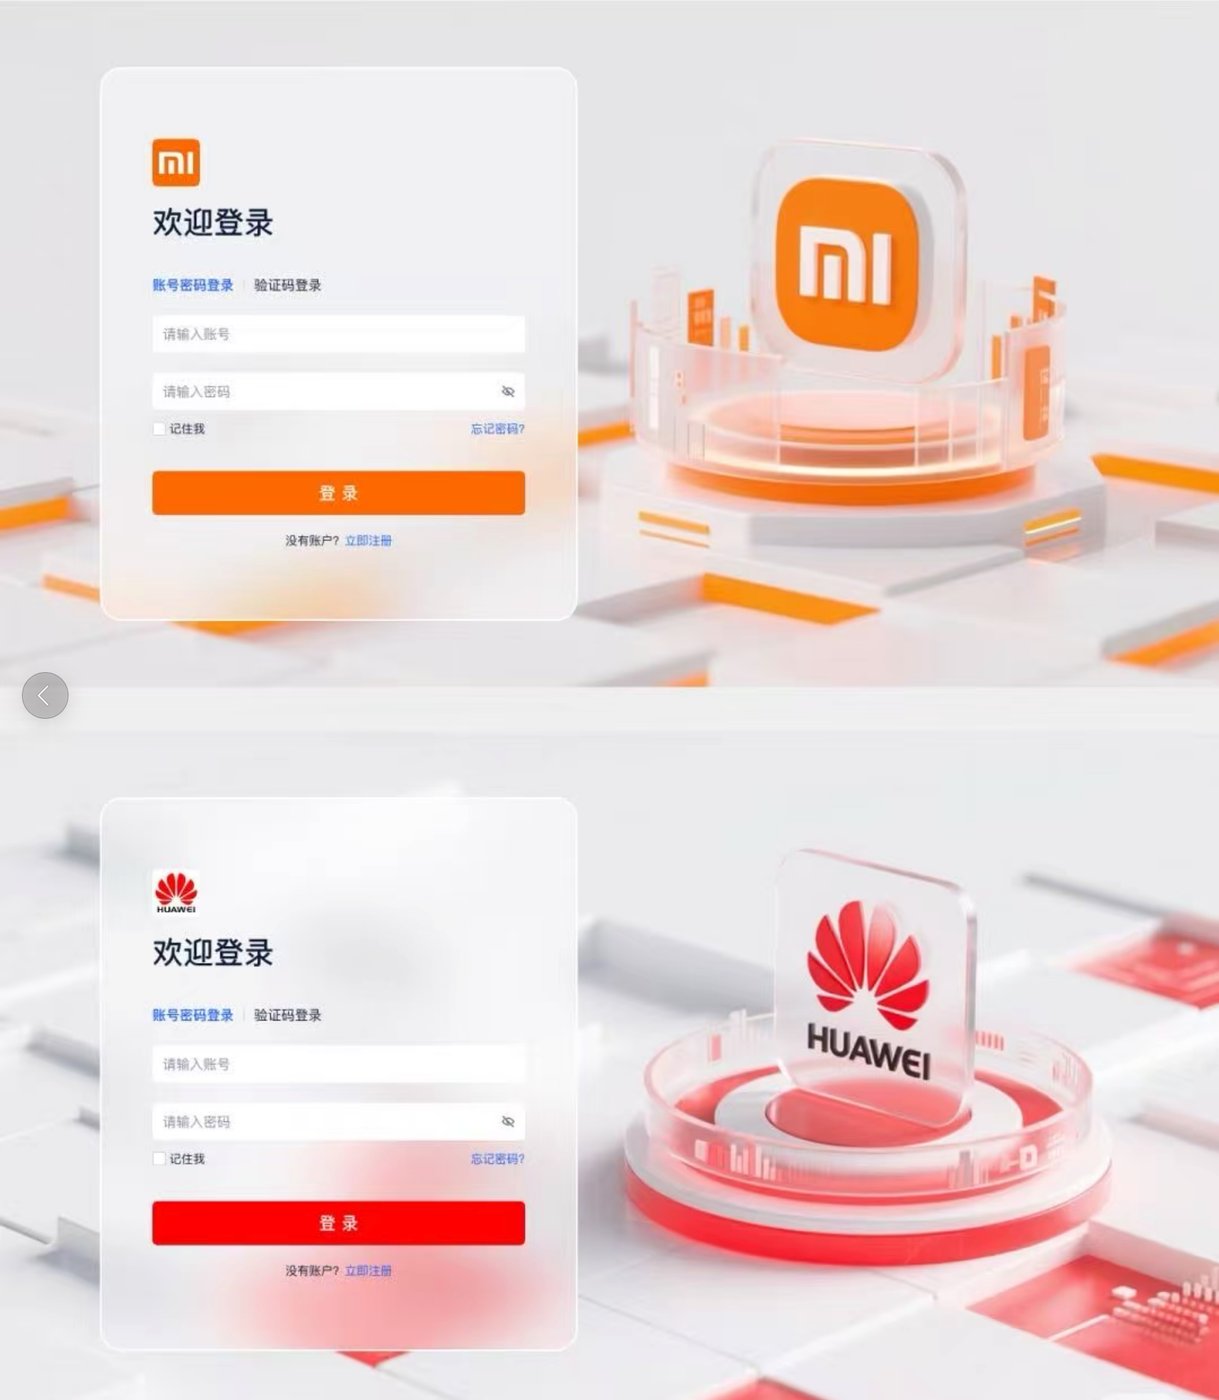 mi
欢迎登录
账号密码登录 验证码登录
请输入账号
请输入密码
记住我 忘记密码?
登录
没有账户? 立即注册
mi
HUAWEI
欢迎登录
账号密码登录 验证码登录
请输入账号
请输入密码
记住我 忘记密码?
登录
没有账户? 立即注册
HUAWEI